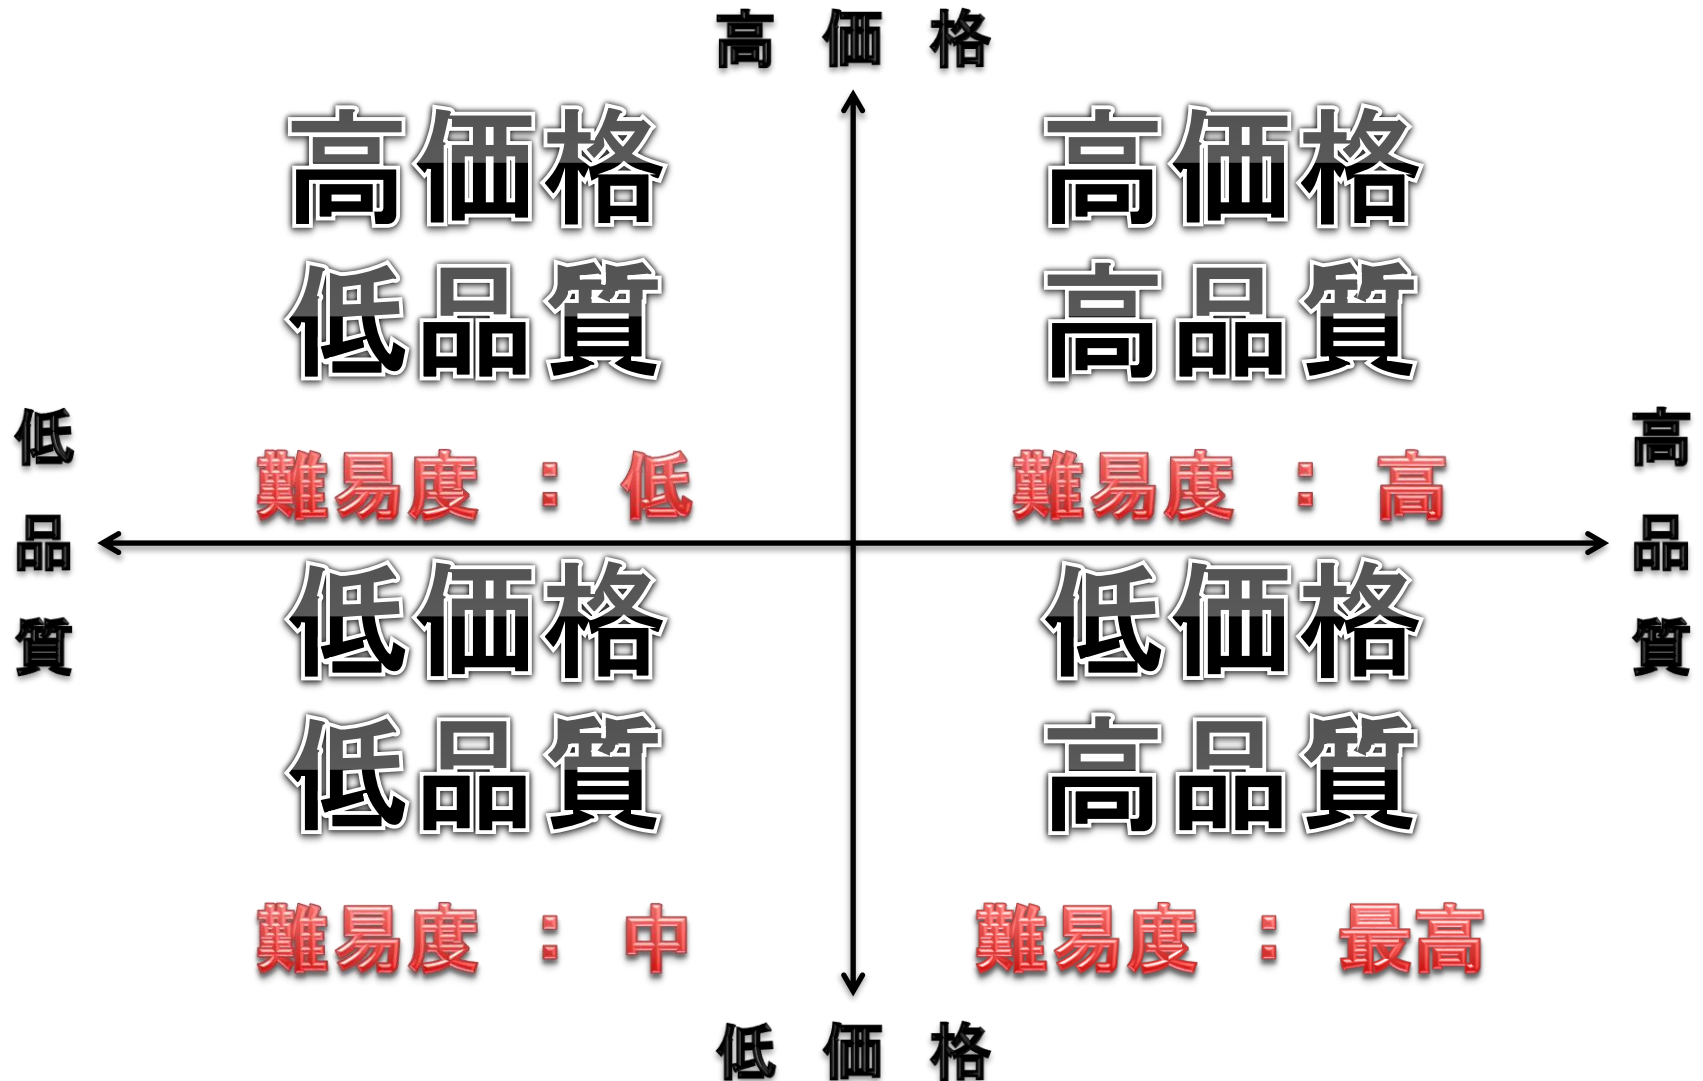 高価格
高価格
低品質
難易度：低
高価格
高品質
難易度：高
低品質
高品質
低価格
低品質
難易度：中
低価格
高品質
難易度：最高
低価格